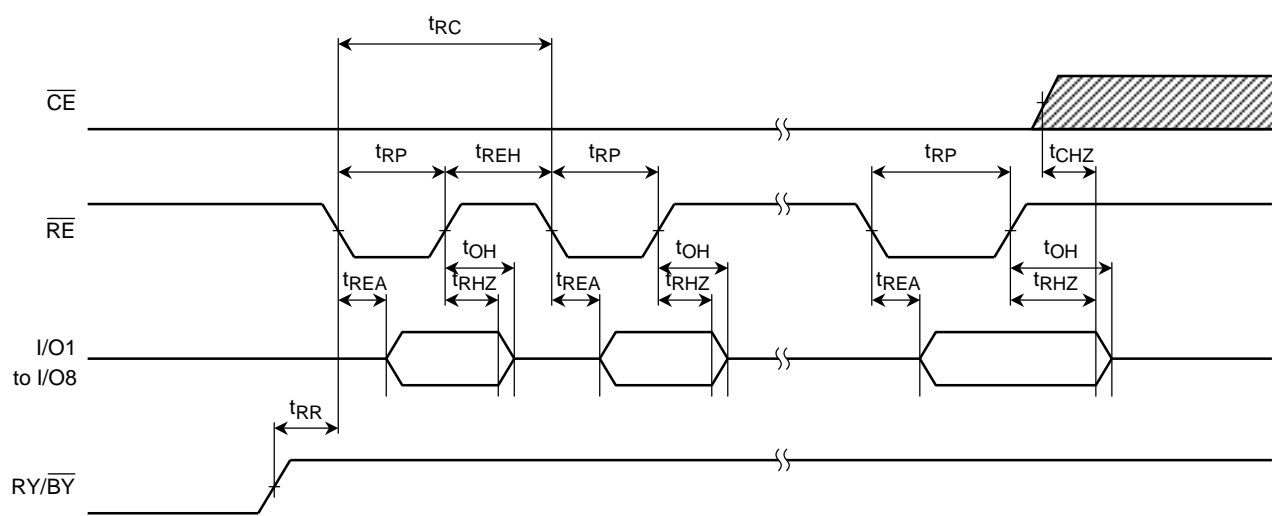 tRC
CE
tRP tREH tRP tRP tCHZ
RE
tOH tOH tOH
tREA tRHZ tREA tRHZ tREA tRHZ
I/O1
to I/O8
tRR
RY/BY